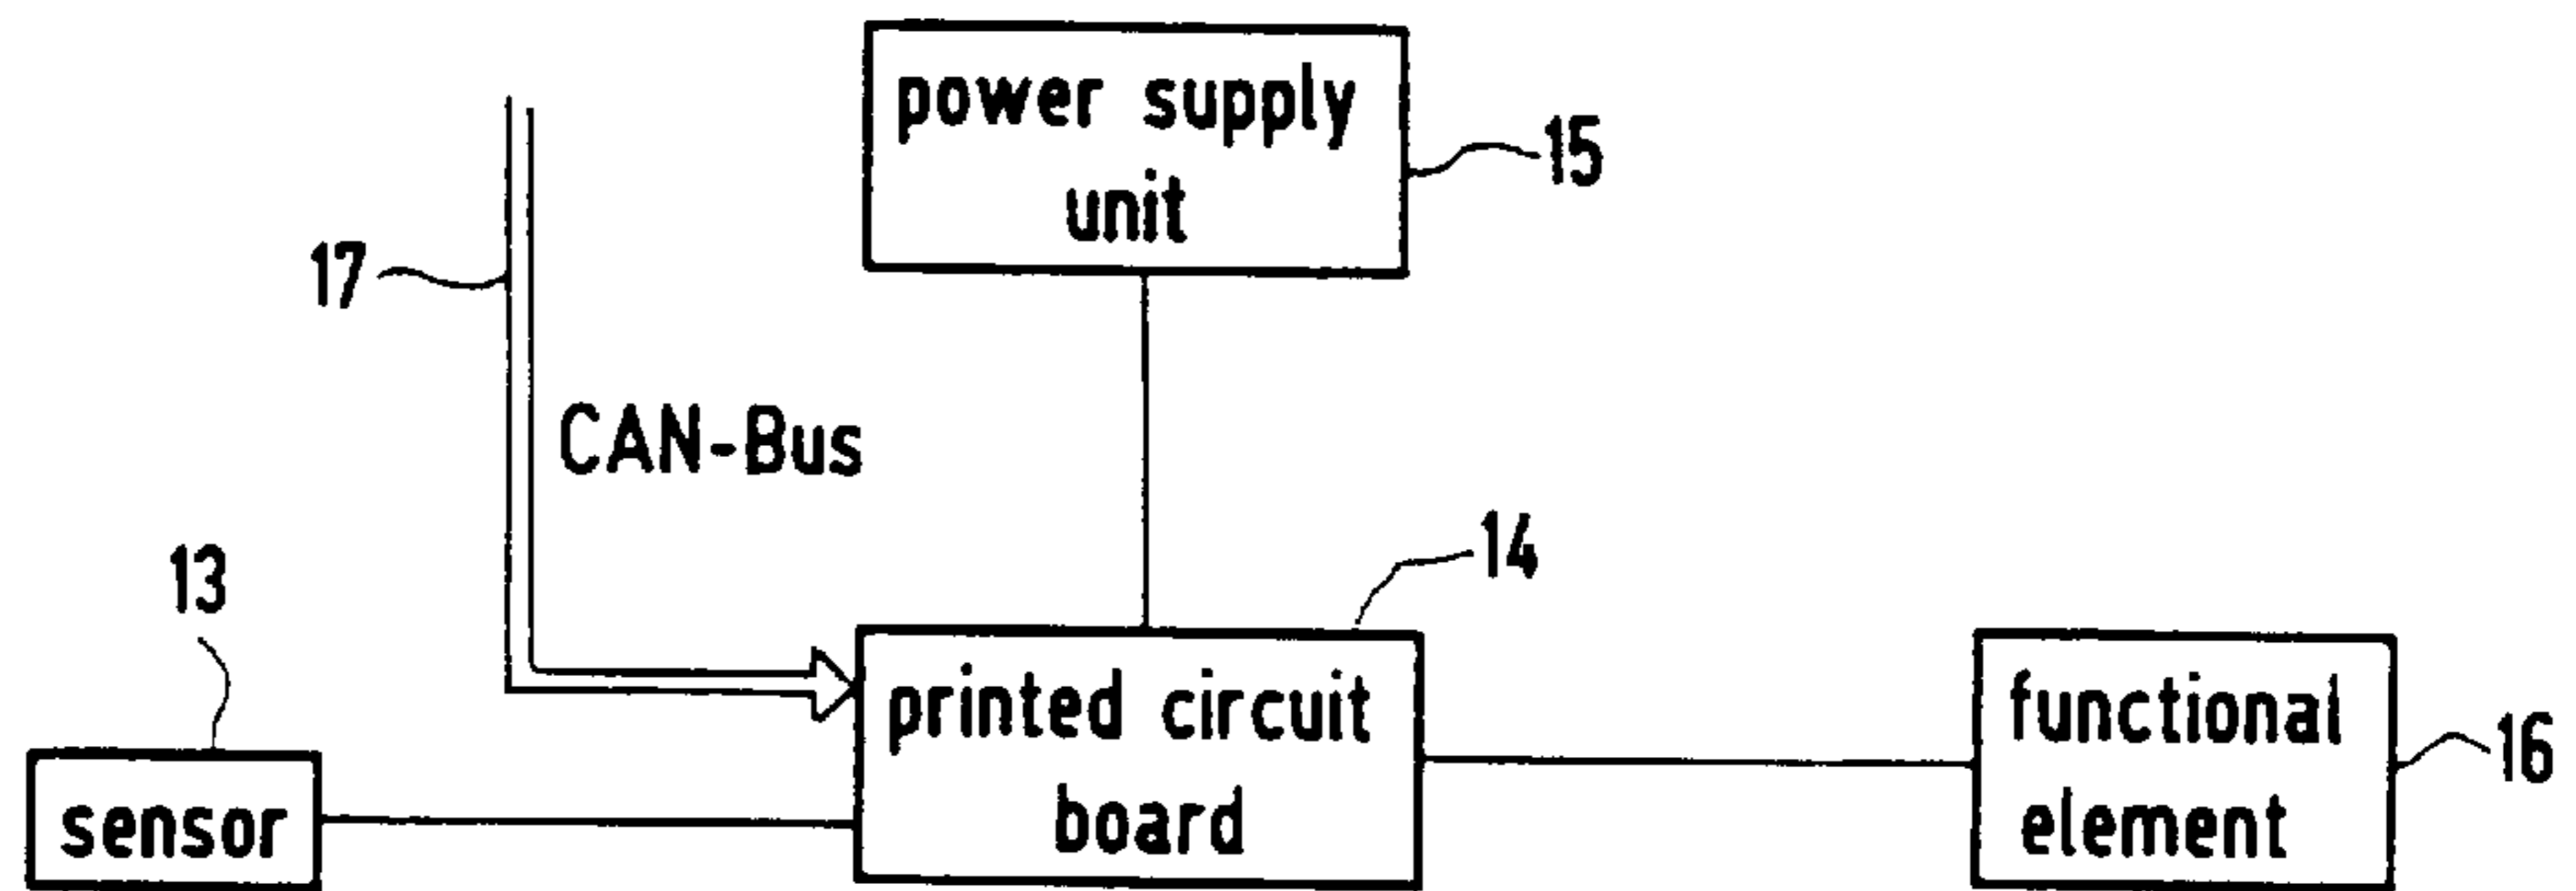 power supply
unit
15
17
CAN-Bus
14
13
printed circuit
board
functional
element
16
sensor